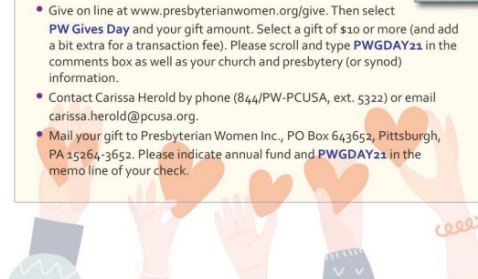 • Give on line at www.presbyterianwomen.org/give. Then select
PW Gives Day and your gift amount. Select a gift of $10 or more (and add
a bit extra for a transaction fee). Please scroll and type PWGDAY21 in the
comments box as well as your church and presbytery (or synod)
information.
• Contact Carissa Herold by phone (844/PW-PCUSA, ext. 5322) or email
carissa.herold@pcusa.org.
• Mail your gift to Presbyterian Women Inc., PO Box 643652, Pittsburgh,
PA 15264-3652. Please indicate annual fund and PWGDAY21 in the
memo line of your check.